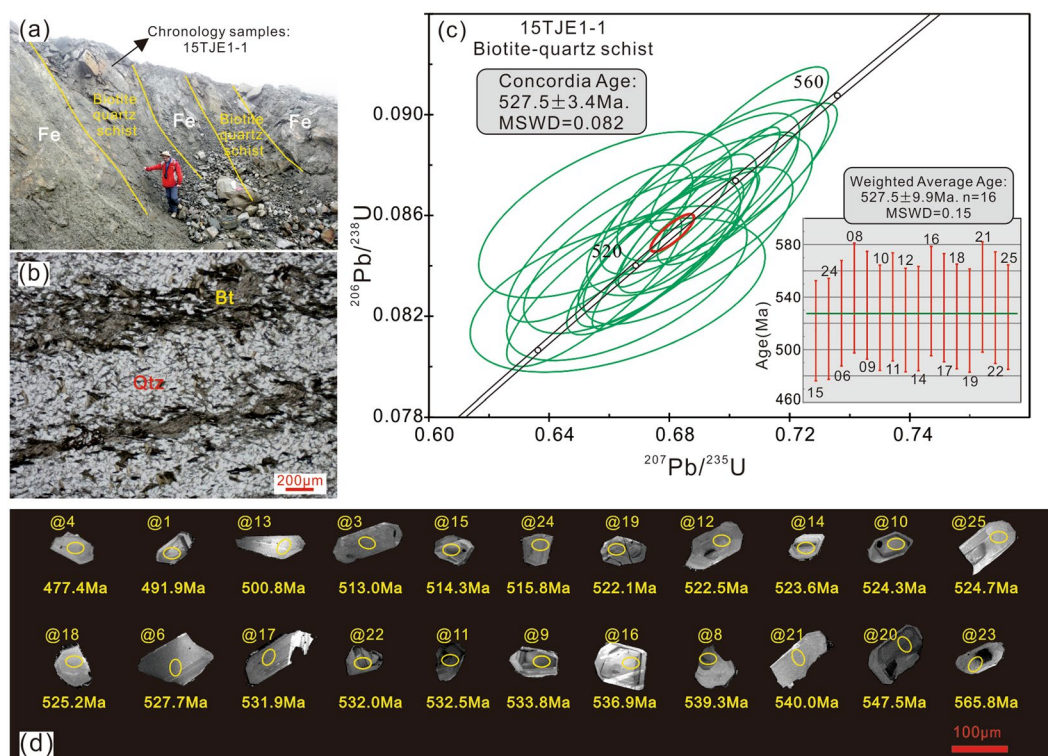 (a)
Chronology samples:
15TJE1-1
Fe
Biotite
quartz
schist
Fe
Biotite
quartz
schist
Fe
(b)
Bt
Qtz
200μm
(c)
15TJE1-1
Biotite-quartz schist
Concordia Age:
527.5±3.4Ma.
MSWD=0.082
560
520
0.090
0.086
0.082
0.078
²⁰⁶Pb/²³⁸U
0.60
0.64
0.68
0.72
0.74
²⁰⁷Pb/²³⁵U
Weighted Average Age:
527.5±9.9Ma. n=16
MSWD=0.15
Age(Ma)
580
540
500
460
08
16
21
24
10
12
18
25
15
06
09
11
14
17
19
22
@4
@1
@13
@3
@15
@24
@19
@12
@14
@10
@25
477.4Ma
491.9Ma
500.8Ma
513.0Ma
514.3Ma
515.8Ma
522.1Ma
522.5Ma
523.6Ma
524.3Ma
524.7Ma
@18
@6
@17
@22
@11
@9
@16
@8
@21
@20
@23
525.2Ma
527.7Ma
531.9Ma
532.0Ma
532.5Ma
533.8Ma
536.9Ma
539.3Ma
540.0Ma
547.5Ma
565.8Ma
(d)
100μm